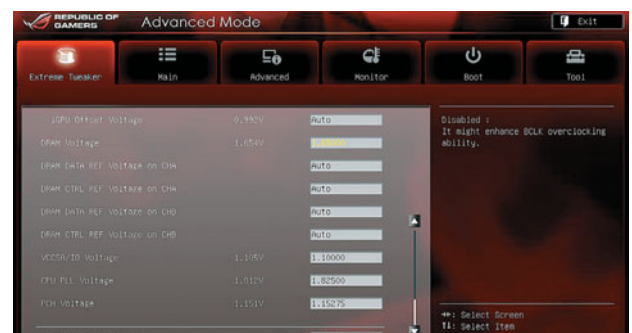 REPUBLIC OF
GAMERS
Advanced Mode
Exit
Extreme Tweaker
Main
Advanced
Monitor
Boot
Tool
iGPU Offset Voltage 0.992V Auto
DRAM Voltage 1.654V
DRAM DATA REF Voltage on CHA Auto
DRAM CTRL REF Voltage on CHA Auto
DRAM DATA REF Voltage on CHB Auto
DRAM CTRL REF Voltage on CHB Auto
VCCSA/IO Voltage 1.105V 1.10000
CPU PLL Voltage 1.82500
PCH Voltage 1.151V 1.15275
Disabled :
It might enhance BCLK overclocking
ability.
↔: Select Screen
↑↓: Select Item